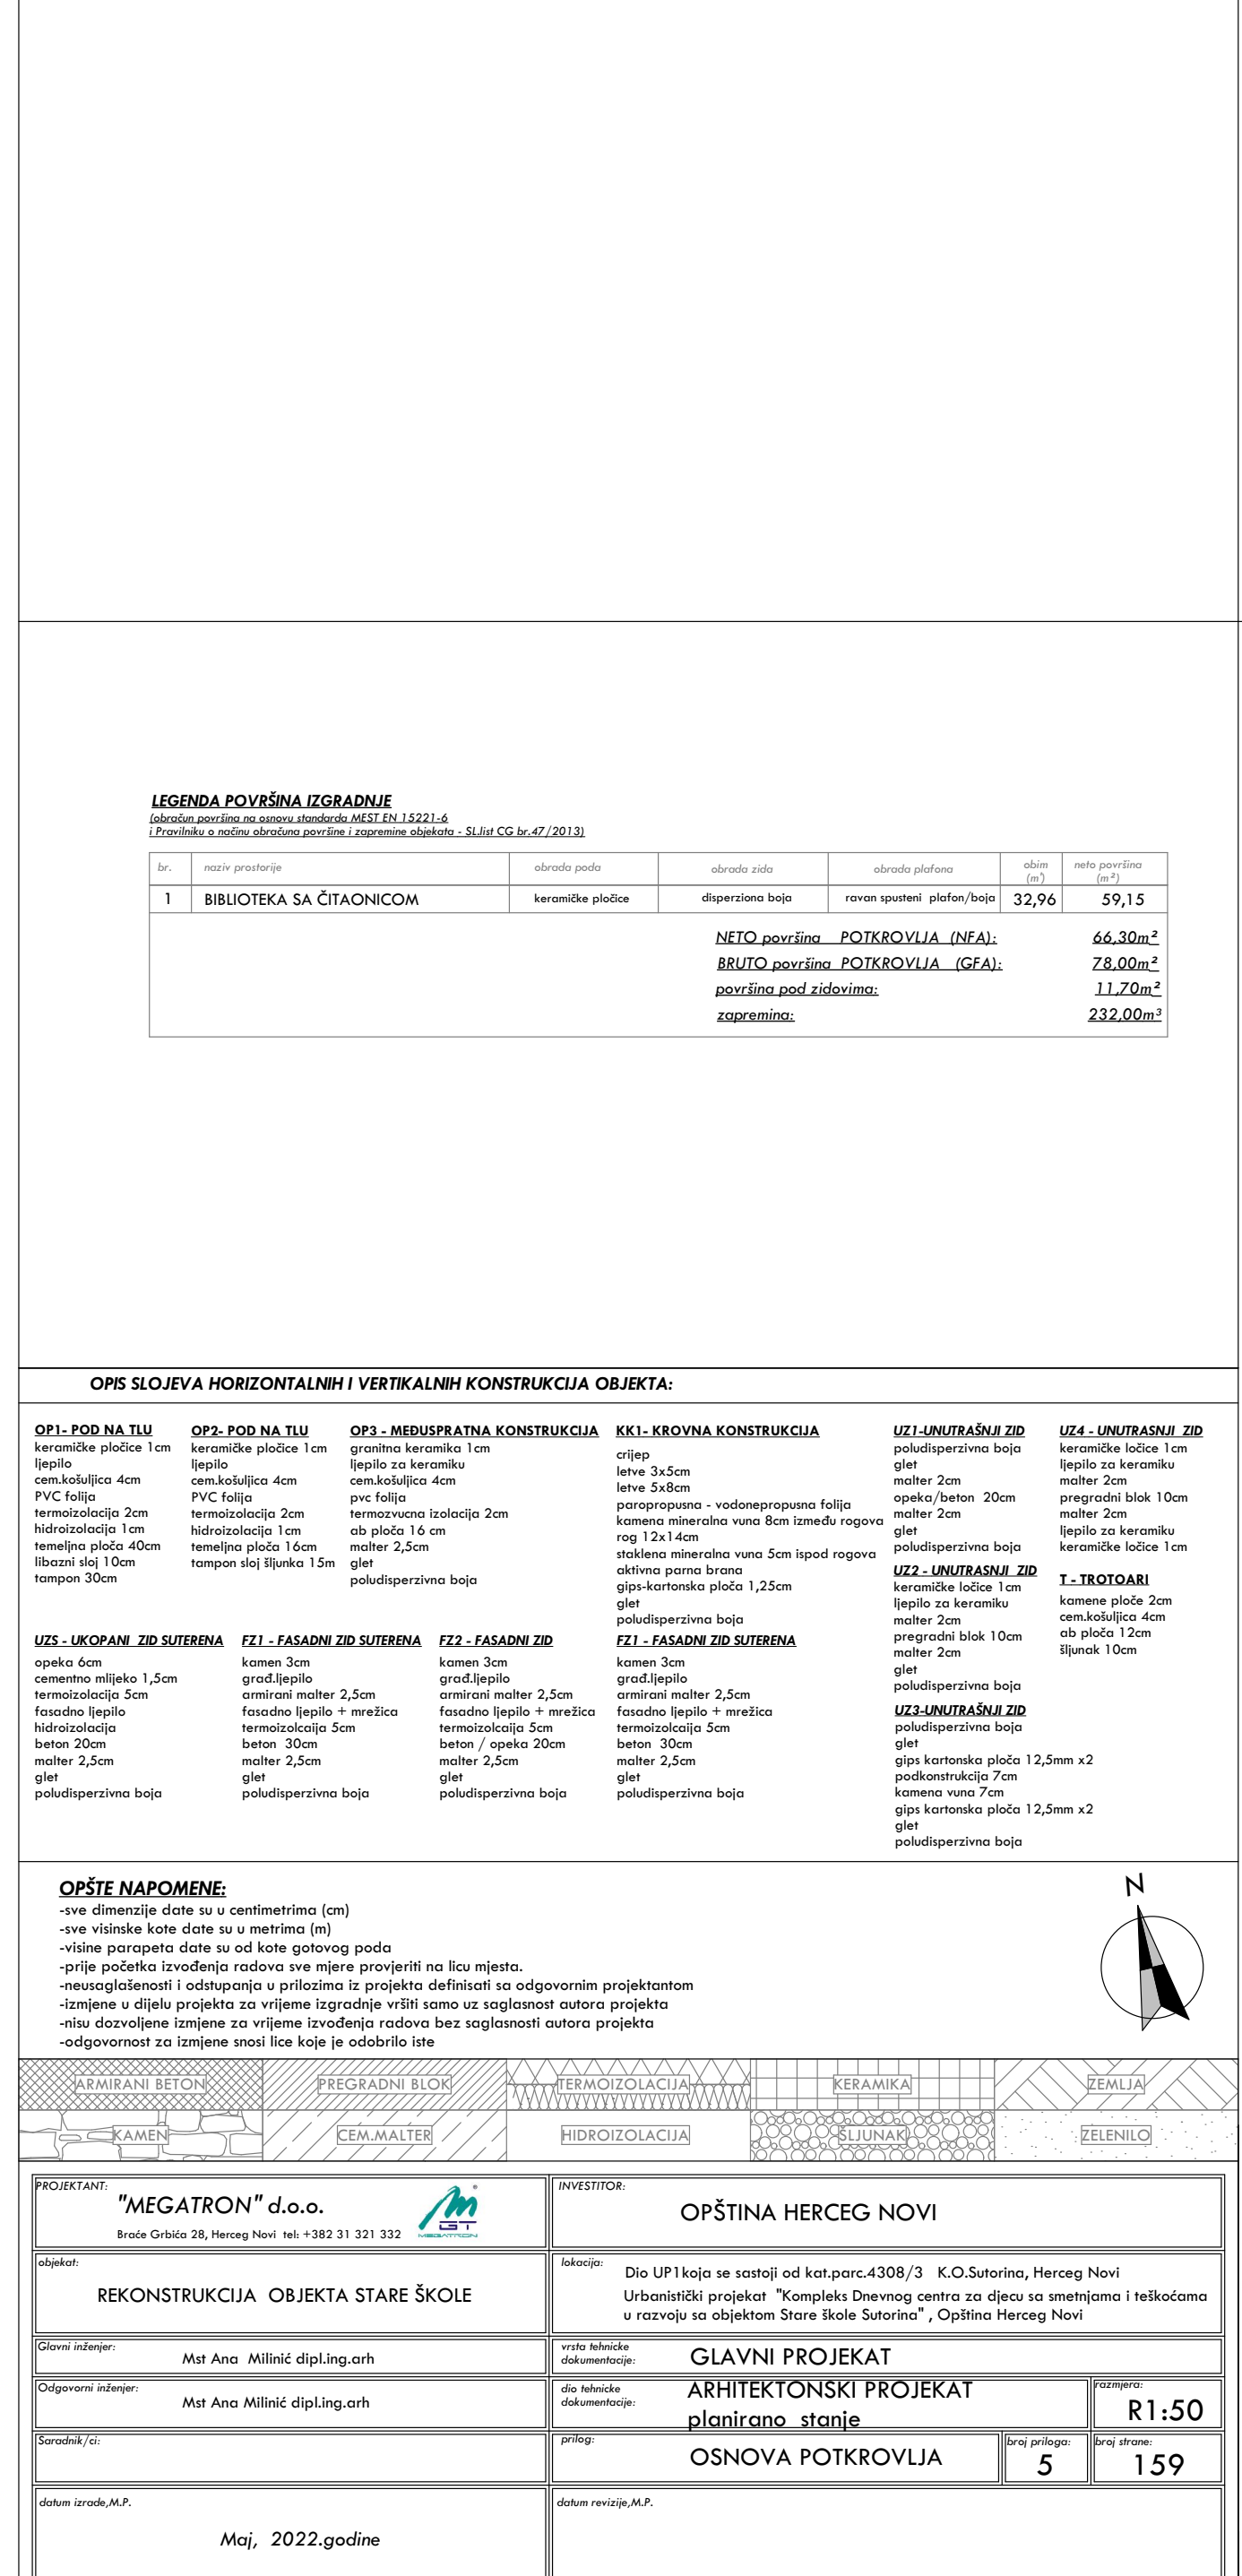 LEGENDA POVRŠINA IZGRADNJE
(obračun površina na osnovu standarda MEST EN 15221-6
i Pravilniku o načinu obračuna površine i zapremine objekata - SL.list CG br.47/2013)
br. naziv prostorije obrada poda obrada zida obrada plafona obim (m') neto površina (m²)
1 BIBLIOTEKA SA ČITAONICOM keramičke pločice disperziona boja ravan spusteni plafon/boja 32,96 59,15
NETO površina POTKROVLJA (NFA): 66,30m²
BRUTO površina POTKROVLJA (GFA): 78,00m²
površina pod zidovima: 11,70m²
zapremina: 232,00m³
OPIS SLOJEVA HORIZONTALNIH I VERTIKALNIH KONSTRUKCIJA OBJEKTA:
OP1- POD NA TLU
keramičke pločice 1cm
ljepilo
cem.košuljica 4cm
PVC folija
termoizolacija 2cm
hidroizolacija 1cm
temeljna ploča 40cm
libazni sloj 10cm
tampon 30cm
OP2- POD NA TLU
keramičke pločice 1cm
ljepilo
cem.košuljica 4cm
PVC folija
termoizolacija 2cm
hidroizolacija 1cm
temeljna ploča 16cm
tampon sloj šljunka 15m
OP3 - MEĐUSPRATNA KONSTRUKCIJA
granitna keramika 1cm
ljepilo za keramiku
cem.košuljica 4cm
pvc folija
termozvucna izolacija 2cm
ab ploča 16 cm
malter 2,5cm
glet
poludisperzivna boja
KK1- KROVNA KONSTRUKCIJA
crijep
letve 3x5cm
letve 5x8cm
paropropusna - vodonepropusna folija
kamena mineralna vuna 8cm između rogova
rog 12x14cm
staklena mineralna vuna 5cm ispod rogova
aktivna parna brana
gips-kartonska ploča 1,25cm
glet
poludisperzivna boja
UZ1-UNUTRAŠNJI ZID
poludisperzivna boja
glet
malter 2cm
opeka/beton 20cm
malter 2cm
glet
poludisperzivna boja
UZ4 - UNUTRASNJI ZID
keramičke ločice 1cm
ljepilo za keramiku
malter 2cm
pregradni blok 10cm
malter 2cm
ljepilo za keramiku
keramičke ločice 1cm
UZ2 - UNUTRASNJI ZID
keramičke ločice 1cm
ljepilo za keramiku
malter 2cm
pregradni blok 10cm
malter 2cm
glet
poludisperzivna boja
T - TROTOARI
kamene ploče 2cm
cem.košuljica 4cm
ab ploča 12cm
šljunak 10cm
UZS - UKOPANI ZID SUTERENA
opeka 6cm
cementno mlijeko 1,5cm
termoizolacija 5cm
fasadno ljepilo
hidroizolacija
beton 20cm
malter 2,5cm
glet
poludisperzivna boja
FZ1 - FASADNI ZID SUTERENA
kamen 3cm
građ.ljepilo
armirani malter 2,5cm
fasadno ljepilo + mrežica
termoizolcaija 5cm
beton 30cm
malter 2,5cm
glet
poludisperzivna boja
FZ2 - FASADNI ZID
kamen 3cm
građ.ljepilo
armirani malter 2,5cm
fasadno ljepilo + mrežica
termoizolcaija 5cm
beton / opeka 20cm
malter 2,5cm
glet
poludisperzivna boja
FZ1 - FASADNI ZID SUTERENA
kamen 3cm
građ.ljepilo
armirani malter 2,5cm
fasadno ljepilo + mrežica
termoizolcaija 5cm
beton 30cm
malter 2,5cm
glet
poludisperzivna boja
UZ3-UNUTRAŠNJI ZID
poludisperzivna boja
glet
gips kartonska ploča 12,5mm x2
podkonstrukcija 7cm
kamena vuna 7cm
gips kartonska ploča 12,5mm x2
glet
poludisperzivna boja
OPŠTE NAPOMENE:
-sve dimenzije date su u centimetrima (cm)
-sve visinske kote date su u metrima (m)
-visine parapeta date su od kote gotovog poda
-prije početka izvođenja radova sve mjere provjeriti na licu mjesta.
-neusaglašenosti i odstupanja u prilozima iz projekta definisati sa odgovornim projektantom
-izmjene u dijelu projekta za vrijeme izgradnje vršiti samo uz saglasnost autora projekta
-nisu dozvoljene izmjene za vrijeme izvođenja radova bez saglasnosti autora projekta
-odgovornost za izmjene snosi lice koje je odobrilo iste
N
ARMIRANI BETON PREGRADNI BLOK TERMOIZOLACIJA KERAMIKA ZEMLJA
KAMEN CEM.MALTER HIDROIZOLACIJA ŠLJUNAK ZELENILO
PROJEKTANT:
"MEGATRON" d.o.o.
Braće Grbića 28, Herceg Novi tel: +382 31 321 332
GT
MEGATRON
®
INVESTITOR:
OPŠTINA HERCEG NOVI
objekat:
REKONSTRUKCIJA OBJEKTA STARE ŠKOLE
lokacija:
Dio UP1koja se sastoji od kat.parc.4308/3 K.O.Sutorina, Herceg Novi
Urbanistički projekat "Kompleks Dnevnog centra za djecu sa smetnjama i teškoćama
u razvoju sa objektom Stare škole Sutorina" , Opština Herceg Novi
Glavni inženjer:
Mst Ana Milinić dipl.ing.arh
vrsta tehnicke
dokumentacije:
GLAVNI PROJEKAT
Odgovorni inženjer:
Mst Ana Milinić dipl.ing.arh
dio tehnicke
dokumentacije:
ARHITEKTONSKI PROJEKAT
planirano stanje
razmjera:
R1:50
Saradnik/ci:
prilog:
OSNOVA POTKROVLJA
broj priloga:
5
broj strane:
159
datum izrade,M.P.
Maj, 2022.godine
datum revizije,M.P.